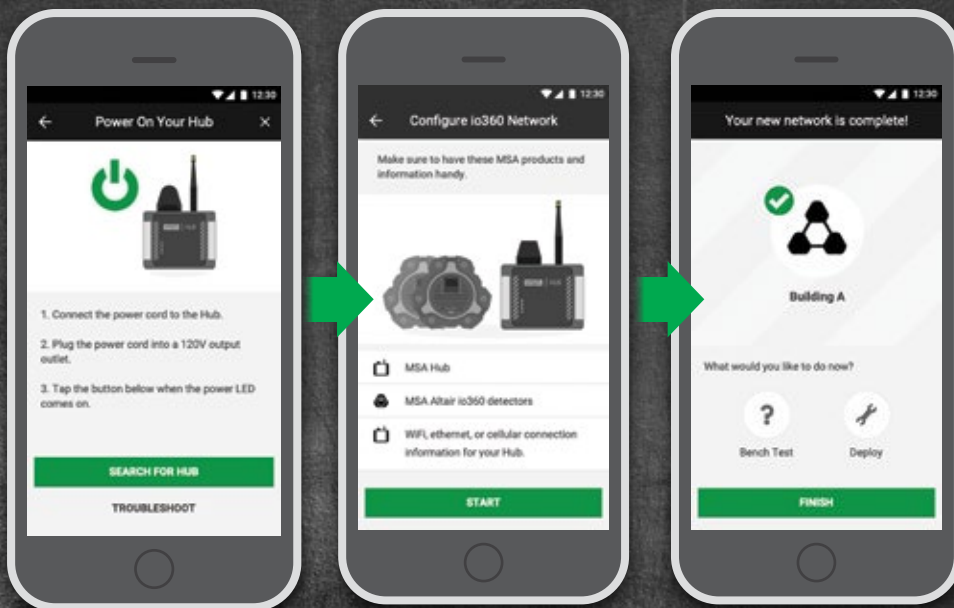 12:30
Power On Your Hub
1. Connect the power cord to the Hub.
2. Plug the power cord into a 120V output
outlet.
3. Tap the button below when the power LED
comes on.
SEARCH FOR HUB
TROUBLESHOOT
12:30
Configure io360 Network
Make sure to have these MSA products and
information handy.
MSA Hub
MSA Altair io360 detectors
WiFi, ethernet, or cellular connection
information for your Hub.
START
12:30
Your new network is complete!
Building A
What would you like to do now?
?
Bench Test
Deploy
FINISH